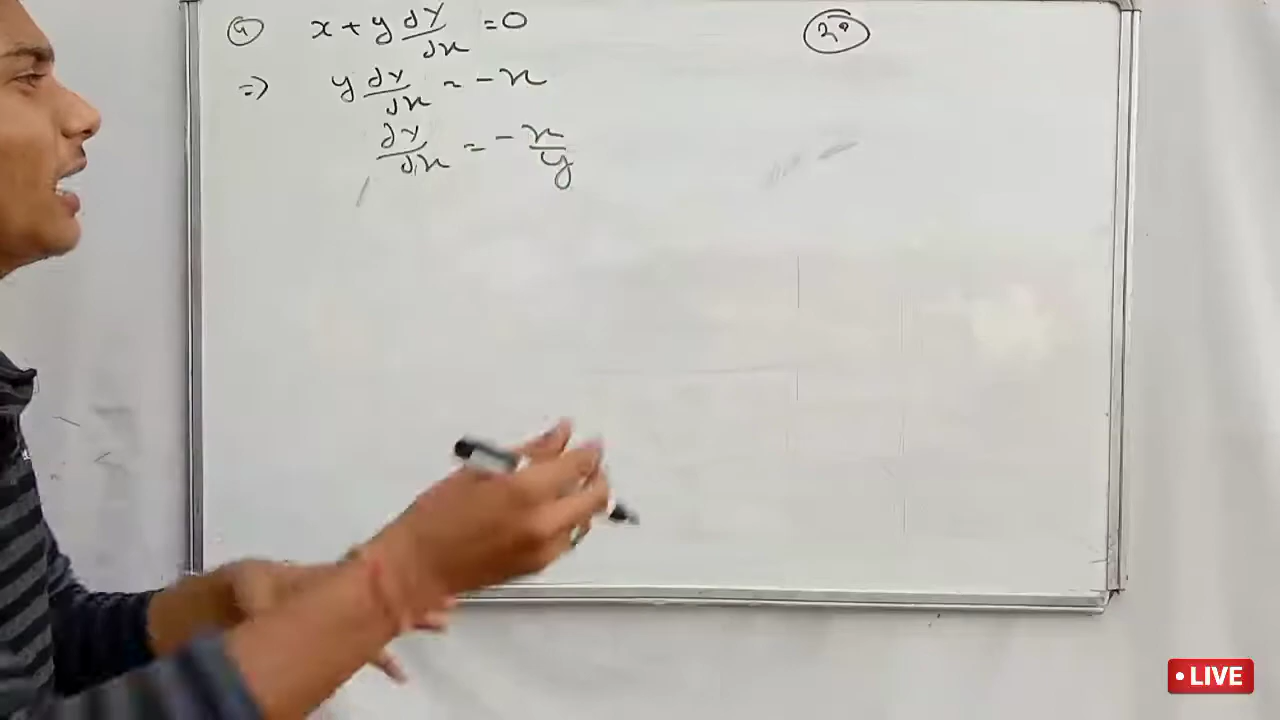 ④ x + y dy/dx = 0
=> y dy/dx = -x
dy/dx = -x/y
• LIVE